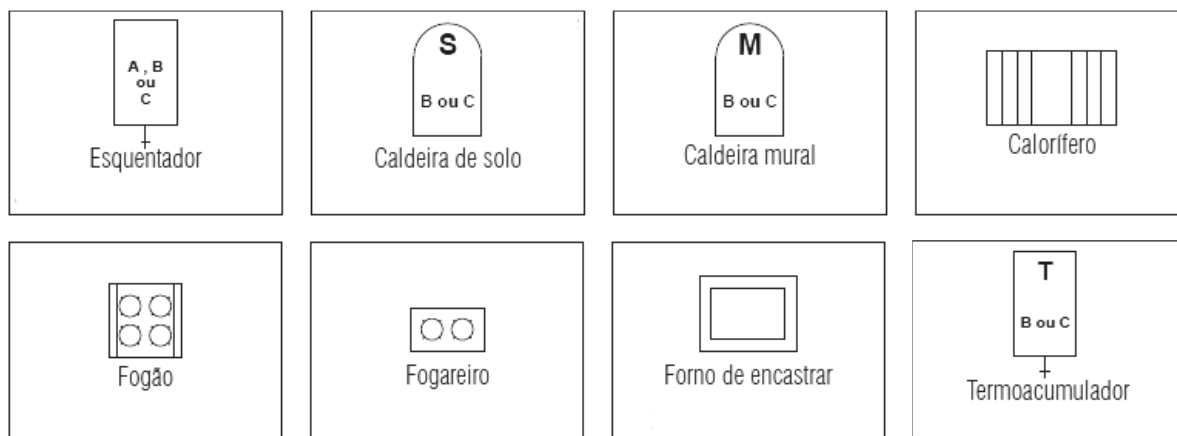 A , B
ou
C
Esquentador
S
B ou C
Caldeira de solo
M
B ou C
Caldeira mural
Calorífero
Fogão
Fogareiro
Forno de encastrar
T
B ou C
Termoacumulador